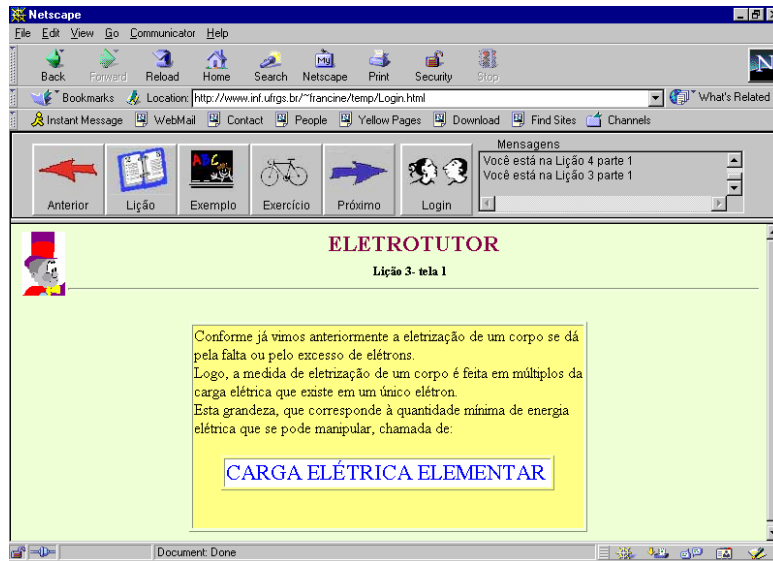 Netscape
File Edit View Go Communicator Help
Back Forward Reload Home Search Netscape Print Security Stop
Bookmarks Location: http://www.inf.ufrgs.br/~francine/temp/Login.html What's Related
Instant Message WebMail Contact People Yellow Pages Download Find Sites Channels
Mensagens
Você está na Lição 4 parte 1
Você está na Lição 3 parte 1
Anterior Lição Exemplo Exercício Próximo Login
ELETROTUTOR
Lição 3- tela 1
Conforme já vimos anteriormente a eletrização de um corpo se dá
pela falta ou pelo excesso de elétrons.
Logo, a medida de eletrização de um corpo é feita em múltiplos da
carga elétrica que existe em um único elétron.
Esta grandeza, que corresponde à quantidade mínima de energia
elétrica que se pode manipular, chamada de:
CARGA ELÉTRICA ELEMENTAR
Document: Done